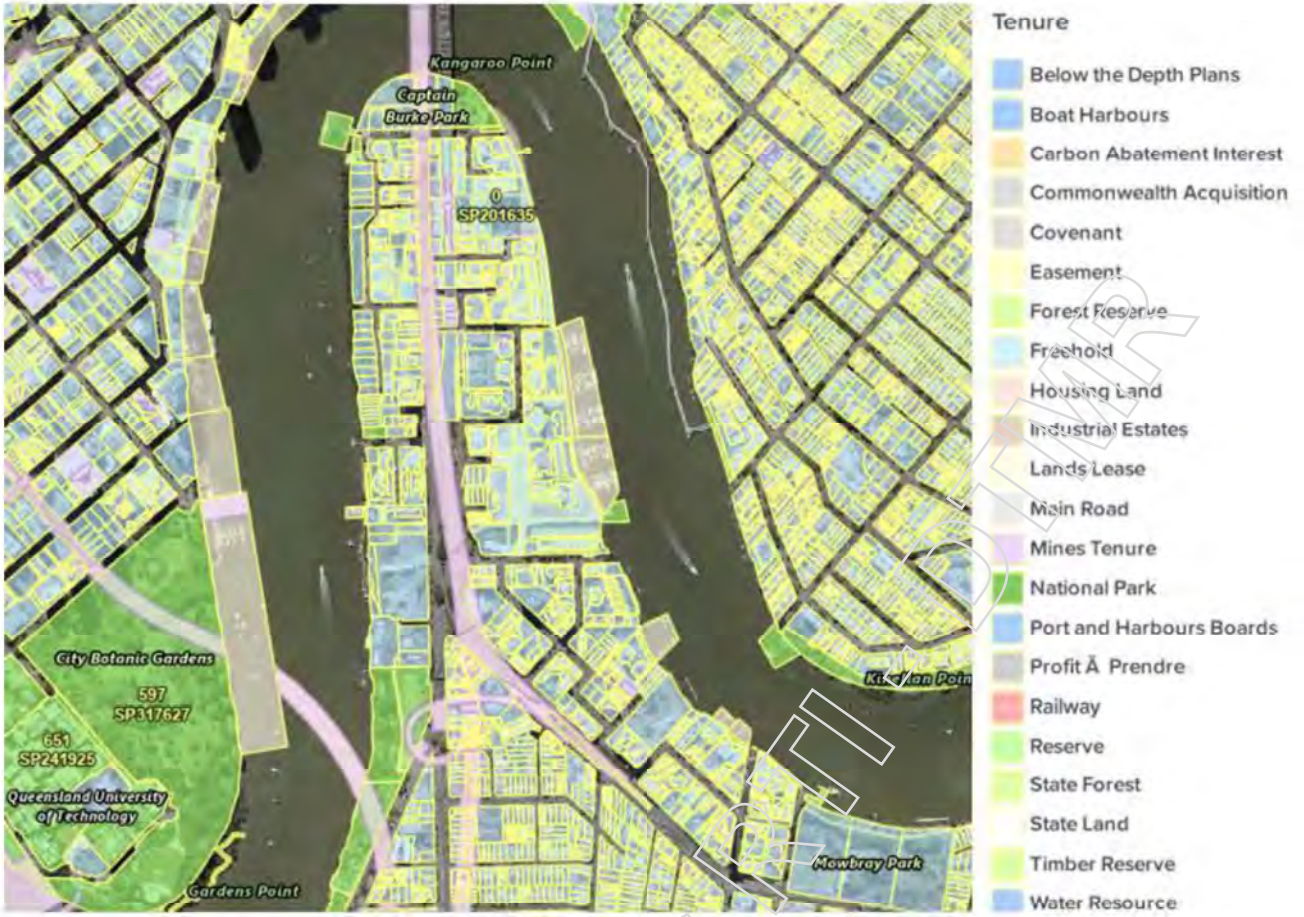 Kangaroo Point
Captain
Burke Park
0
SP201635
City Botanic Gardens
597
SP317627
651
SP241925
Queensland University
of Technology
Gardens Point
Mowbray Park
Tenure
Below the Depth Plans
Boat Harbours
Carbon Abatement Interest
Commonwealth Acquisition
Covenant
Easement
Forest Reserve
Freehold
Housing Land
Industrial Estates
Lands Lease
Main Road
Mines Tenure
National Park
Port and Harbours Boards
Profit Ã Prendre
Railway
Reserve
State Forest
State Land
Timber Reserve
Water Resource
RTI - DTMR